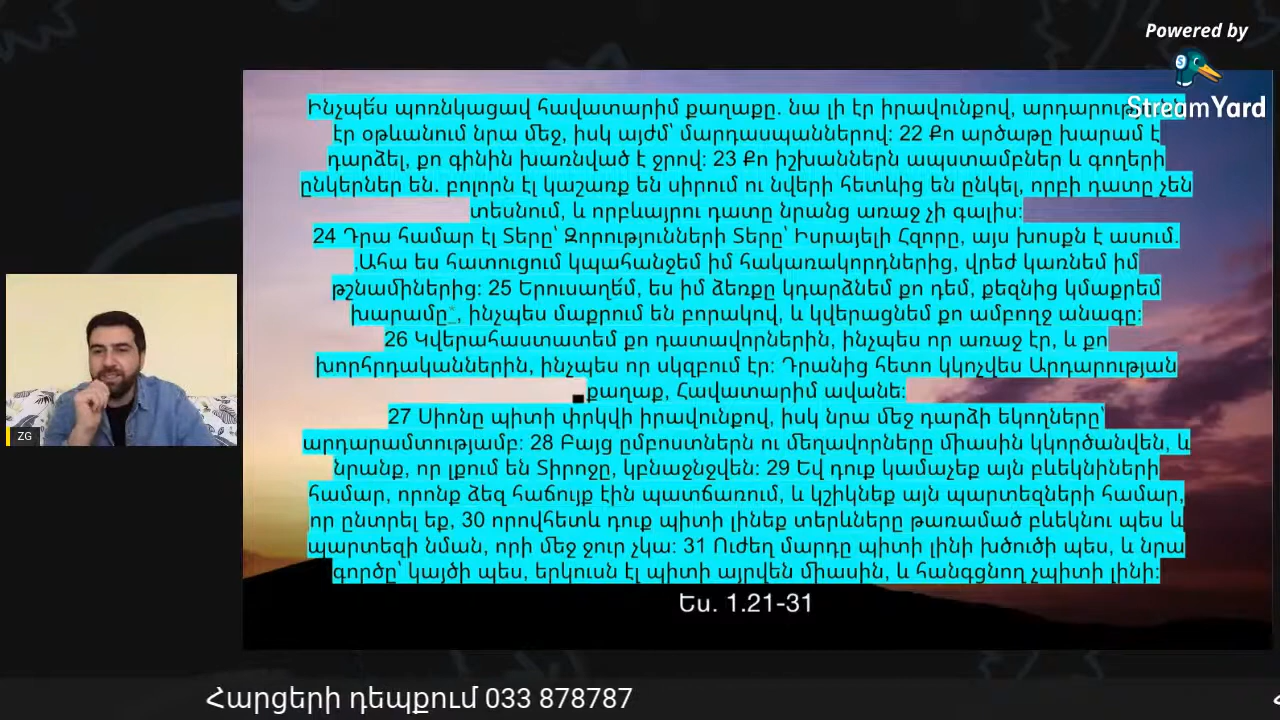 Powered by
StreamYard
Ինչպե՜ս պոռնկացավ հավատարիմ քաղաքը. նա լի էր իրավունքով,
էր օթևանում նրա մեջ, իսկ այժմ՝ մարդասպաններով: 22 Քո արծաթը խարամ է
դարձել, քո գինին խառնված է ջրով: 23 Քո իշխաններն ապստամբներ և գողերի
ընկերներ են. բոլորն էլ կաշառք են սիրում ու նվերի հետևից են ընկել, որբի դատը չեն
տեսնում, և որբևայրու դատը նրանց առաջ չի գալիս:
24 Դրա համար էլ Տերը՝ Զորությունների Տերը՝ Իսրայելի Հզորը, այս խոսքն է ասում.
,Ահա ես հատուցում կպահանջեմ իմ հակառակորդներից, վրեժ կառնեմ իմ
թշնամիներից: 25 Երուսաղե՛մ, ես իմ ձեռքը կդարձնեմ քո դեմ, քեզնից կմաքրեմ
խարամը*, ինչպես մաքրում են բորակով, և կվերացնեմ քո ամբողջ անագը:
26 Կվերահաստատեմ քո դատավորներին, ինչպես որ առաջ էր, և քո
խորհրդականներին, ինչպես որ սկզբում էր: Դրանից հետո կկոչվես Արդարության
քաղաք, Հավատարիմ ավանե:
27 Սիոնը պիտի փրկվի իրավունքով, իսկ նրա մեջ դարձի եկողները՝
արդարամտությամբ: 28 Բայց ըմբոստներն ու մեղավորները միասին կկործանվեն, և
նրանք, որ լքում են Տիրոջը, կբնաջնջվեն: 29 Եվ դուք կամաչեք այն բևեկնիների
համար, որոնք ձեզ հաճույք էին պատճառում, և կշիկնեք այն պարտեզների համար,
որ ընտրել եք, 30 որովհետև դուք պիտի լինեք տերևները թառամած բևեկնու պես և
պարտեզի նման, որի մեջ ջուր չկա: 31 Ուժեղ մարդը պիտի լինի խծուծի պես, և նրա
գործը՝ կայծի պես, երկուսն էլ պիտի այրվեն միասին, և հանգցնող չպիտի լինի:
Ես. 1.21-31
ZG
Հարցերի դեպքում 033 878787